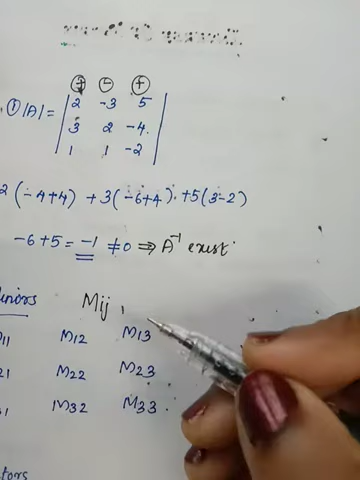 ⊕ ⊖ ⊕
① |A| = | 2 -3 5 |
| 3 2 -4 |
| 1 1 -2 |
2(-4+4) +3(-6+4) +5(3-2)
-6+5 = -1 ≠0 ⇒ A⁻¹ exist
Mij
M12 M13
M22 M23
M32 M33